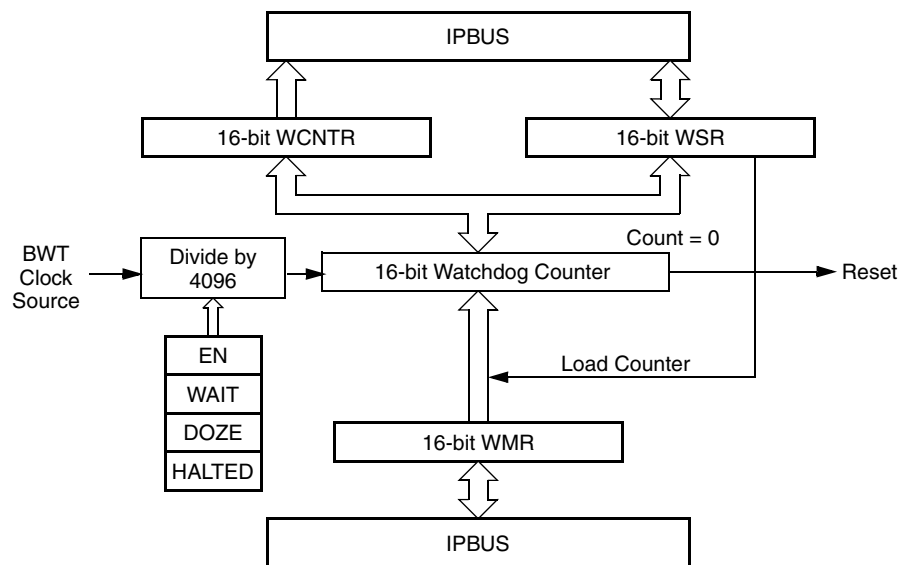 IPBUS
16-bit WCNTR
16-bit WSR
Count = 0
BWT
Clock
Source
Divide by
4096
16-bit Watchdog Counter
Reset
EN
WAIT
DOZE
HALTED
Load Counter
16-bit WMR
IPBUS